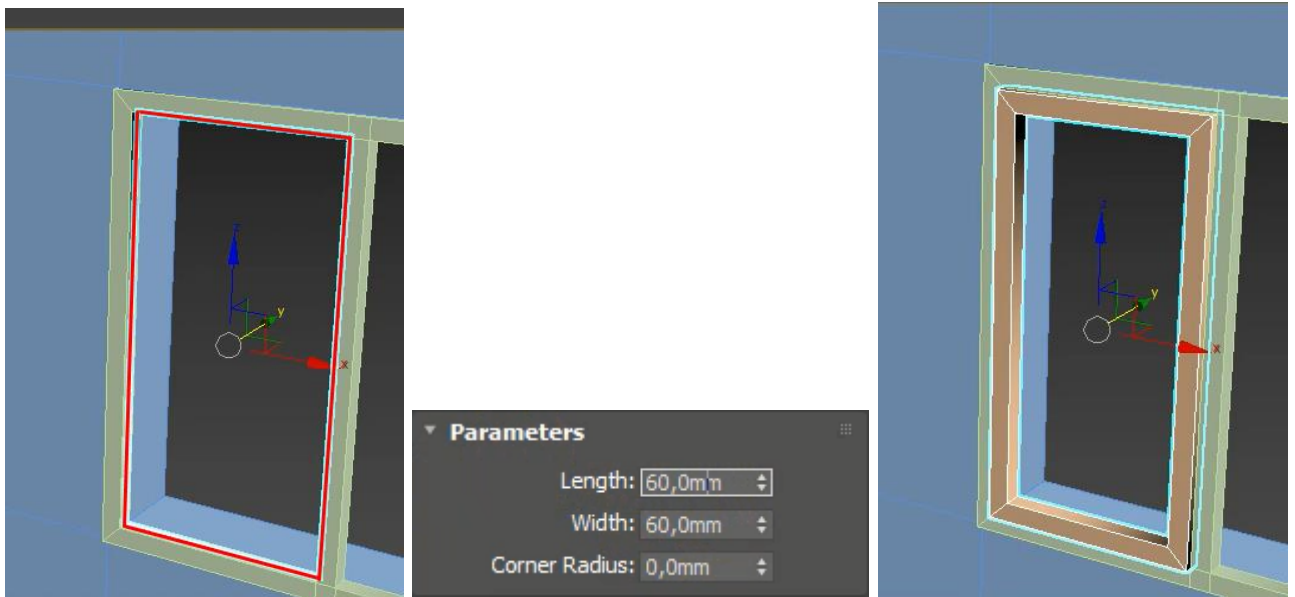 z
y
x
Parameters
Length: 60,0mm
Width: 60,0mm
Corner Radius: 0,0mm
z
y
x